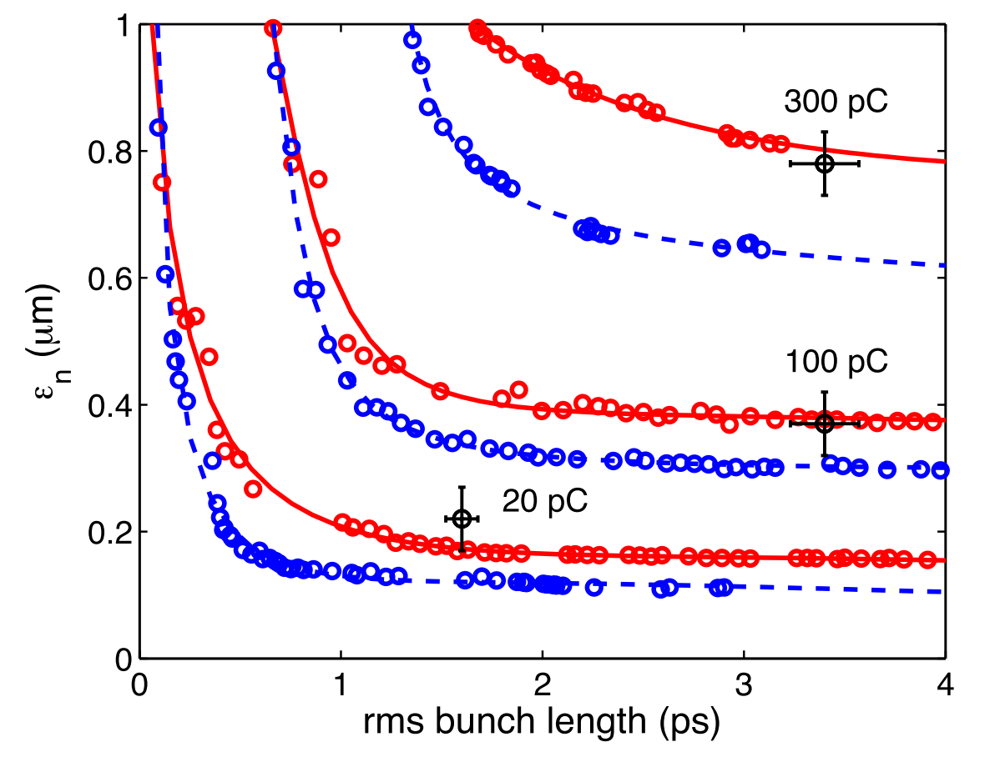 1
0.8
0.6
0.4
0.2
0
εn (μm)
300 pC
100 pC
20 pC
0 1 2 3 4
rms bunch length (ps)